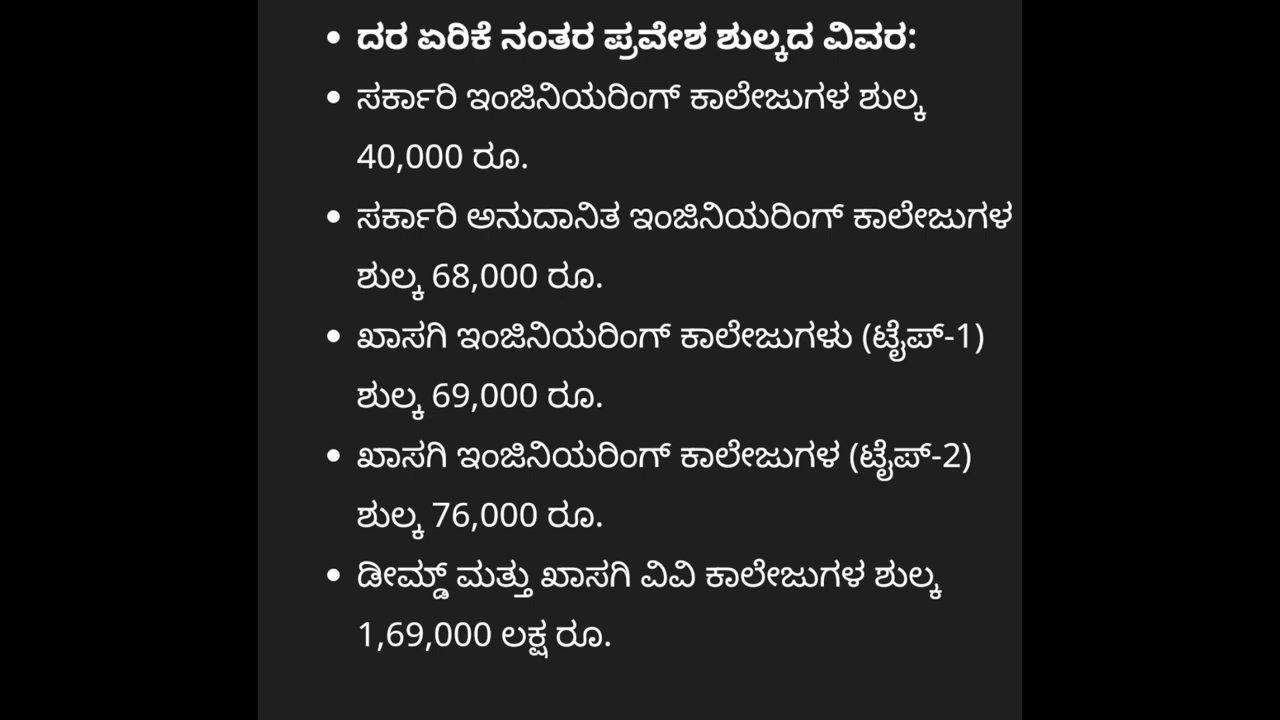 • ದರ ಏರಿಕೆ ನಂತರ ಪ್ರವೇಶ ಶುಲ್ಕದ ವಿವರ:
• ಸರ್ಕಾರಿ ಇಂಜಿನಿಯರಿಂಗ್ ಕಾಲೇಜುಗಳ ಶುಲ್ಕ
40,000 ರೂ.
• ಸರ್ಕಾರಿ ಅನುದಾನಿತ ಇಂಜಿನಿಯರಿಂಗ್ ಕಾಲೇಜುಗಳ
ಶುಲ್ಕ 68,000 ರೂ.
• ಖಾಸಗಿ ಇಂಜಿನಿಯರಿಂಗ್ ಕಾಲೇಜುಗಳು (ಟೈಪ್-1)
ಶುಲ್ಕ 69,000 ರೂ.
• ಖಾಸಗಿ ಇಂಜಿನಿಯರಿಂಗ್ ಕಾಲೇಜುಗಳ (ಟೈಪ್-2)
ಶುಲ್ಕ 76,000 ರೂ.
• ಡೀಮ್ಡ್ ಮತ್ತು ಖಾಸಗಿ ವಿವಿ ಕಾಲೇಜುಗಳ ಶುಲ್ಕ
1,69,000 ಲಕ್ಷ ರೂ.